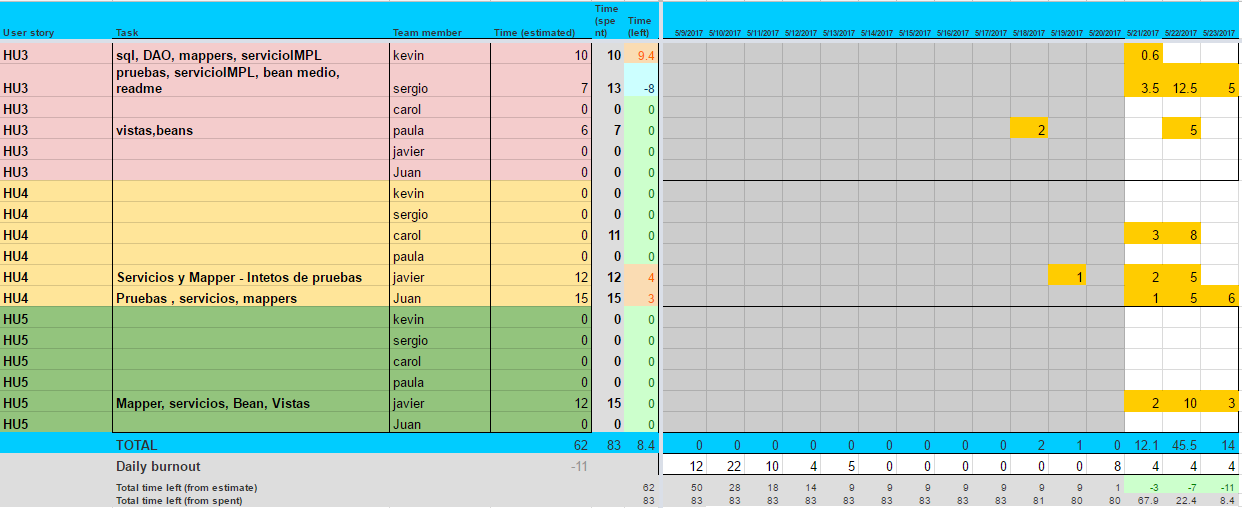 User story Task Team member Time (estimated) Time (spe nt) Time (left) 5/9/2017 5/10/2017 5/11/2017 5/12/2017 5/13/2017 5/14/2017 5/15/2017 5/16/2017 5/17/2017 5/18/2017 5/19/2017 5/20/2017 5/21/2017 5/22/2017 5/23/2017
HU3 sql, DAO, mappers, servicioIMPL kevin 10 10 9.4 0.6
HU3 pruebas, servicioIMPL, bean medio, readme sergio 7 13 -8 3.5 12.5 5
HU3 carol 0 0 0
HU3 vistas,beans paula 6 7 0 2 5
HU3 javier 0 0 0
HU3 Juan 0 0 0
HU4 kevin 0 0 0
HU4 sergio 0 0 0
HU4 carol 0 11 0 3 8
HU4 paula 0 0 0
HU4 Servicios y Mapper - Intetos de pruebas javier 12 12 4 1 2 5
HU4 Pruebas , servicios, mappers Juan 15 15 3 1 5 6
HU5 kevin 0 0 0
HU5 sergio 0 0 0
HU5 carol 0 0 0
HU5 paula 0 0 0
HU5 Mapper, servicios, Bean, Vistas javier 12 15 0 2 10 3
HU5 Juan 0 0 0
TOTAL 62 83 8.4 0 0 0 0 0 0 0 0 0 2 1 0 12.1 45.5 14
Daily burnout -11 12 22 10 4 5 0 0 0 0 0 0 8 4 4 4
Total time left (from estimate) 62 50 28 18 14 9 9 9 9 9 9 9 1 -3 -7 -11
Total time left (from spent) 83 83 83 83 83 83 83 83 83 83 81 80 80 67.9 22.4 8.4